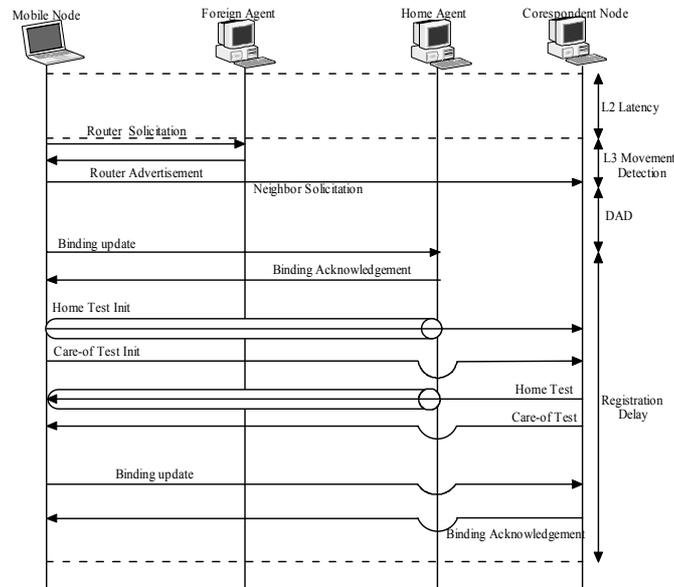 Mobile Node
Foreign Agent
Home Agent
Corespondent Node
L2 Latency
Router Solicitation
L3 Movement
Detection
Router Advertisement
Neighbor Solicitation
DAD
Binding update
Binding Acknowledgement
Home Test Init
Care-of Test Init
Home Test
Registration
Delay
Care-of Test
Binding update
Binding Acknowledgement